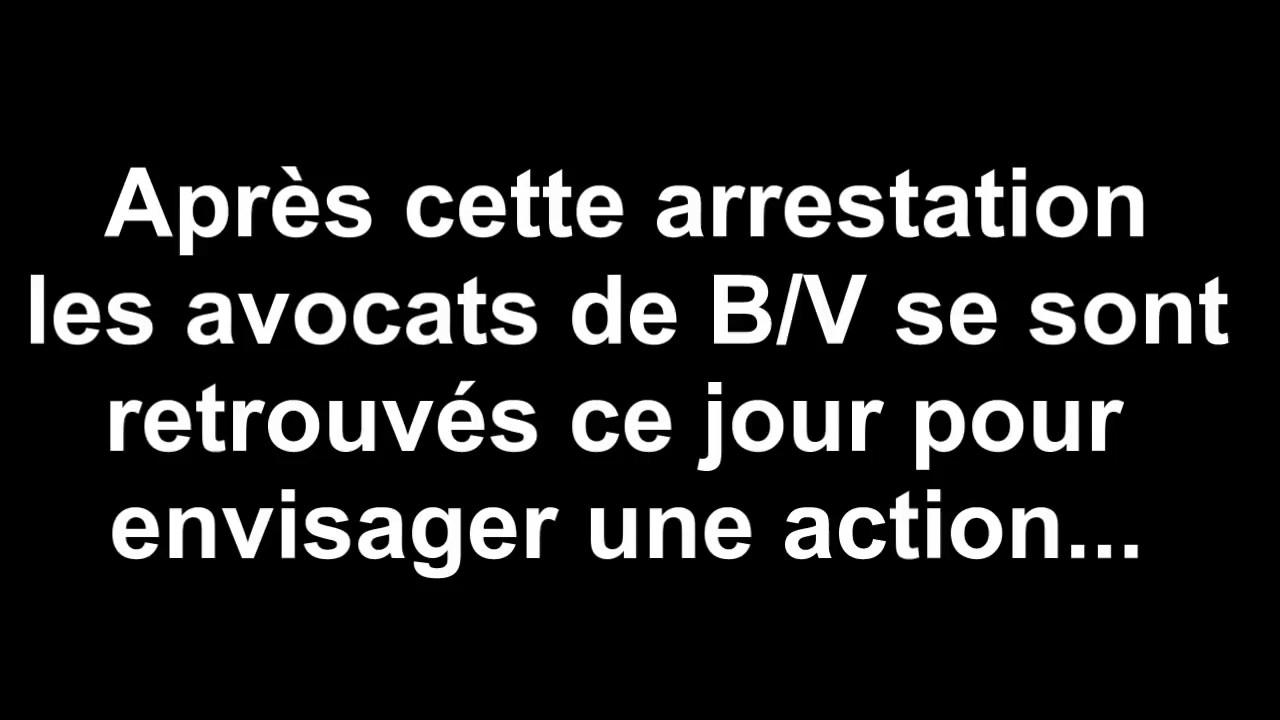 Après cette arrestation
les avocats de B/V se sont
retrouvés ce jour pour
envisager une action...